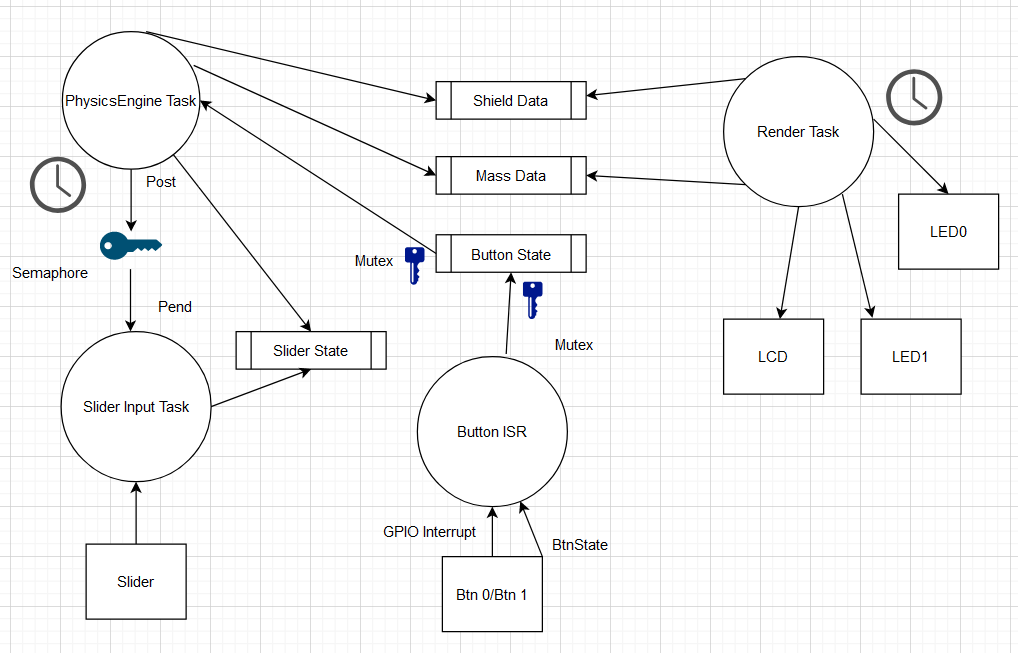 PhysicsEngine Task
Shield Data
Render Task
Mass Data
Post
LED0
Button State
Mutex
Semaphore
Pend
Mutex
Slider State
LCD
LED1
Slider Input Task
Button ISR
GPIO Interrupt
BtnState
Slider
Btn 0/Btn 1